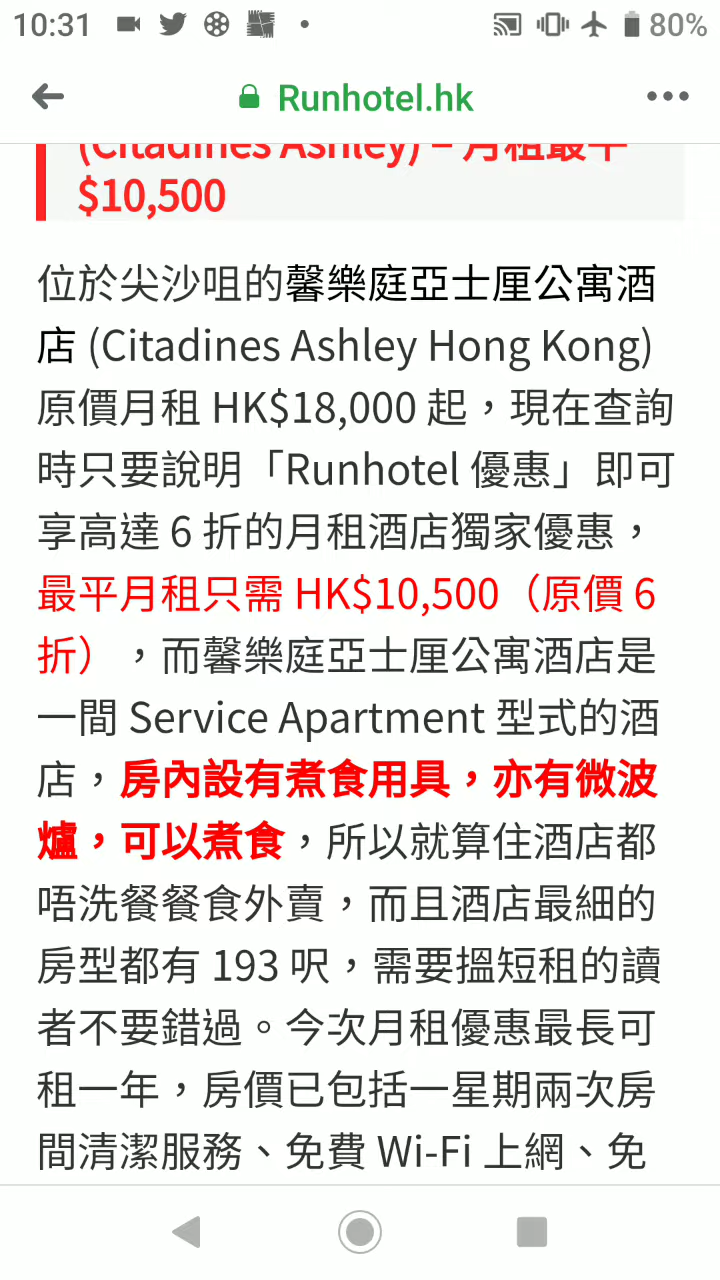 10:31
80%
Runhotel.hk
(Citadines Ashley) – 月租最平
$10,500
位於尖沙咀的馨樂庭亞士厘公寓酒
店 (Citadines Ashley Hong Kong)
原價月租 HK$18,000 起，現在查詢
時只要說明「Runhotel 優惠」即可
享高達 6 折的月租酒店獨家優惠，
最平月租只需 HK$10,500（原價 6
折），而馨樂庭亞士厘公寓酒店是
一間 Service Apartment 型式的酒
店，房內設有煮食用具，亦有微波
爐，可以煮食，所以就算住酒店都
唔洗餐餐食外賣，而且酒店最細的
房型都有 193 呎，需要搵短租的讀
者不要錯過。今次月租優惠最長可
租一年，房價已包括一星期兩次房
間清潔服務、免費 Wi-Fi 上網、免